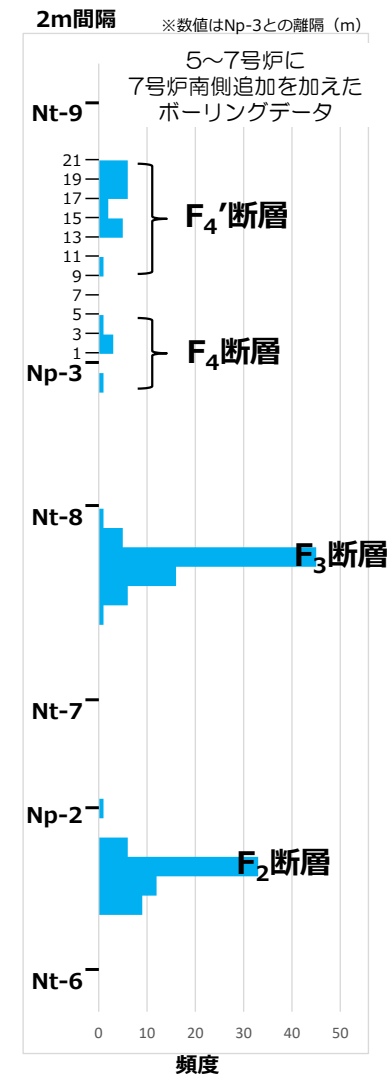 2m間隔
※数値はNp-3との離隔（m）
5～7号炉に
7号炉南側追加を加えた
ボーリングデータ
Nt-9
21
19
17
15
13
11
9
7
5
3
1
F₄′断層
F₄断層
Np-3
Nt-8
F₃断層
Nt-7
Np-2
F₂断層
Nt-6
0 10 20 30 40 50
頻度